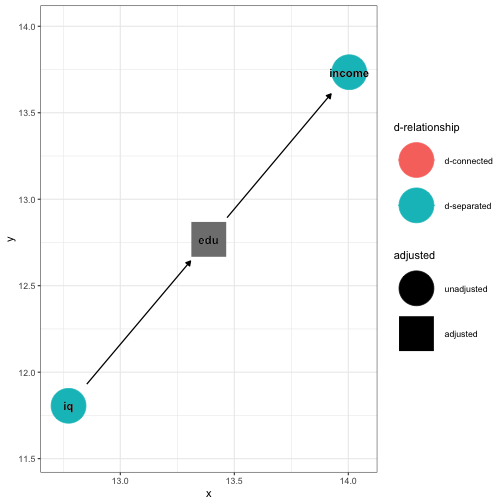 14.0
13.5
13.0
12.5
12.0
11.5
y
income
edu
iq
13.0 13.5 14.0
x
d-relationship
d-connected
d-separated
adjusted
unadjusted
adjusted